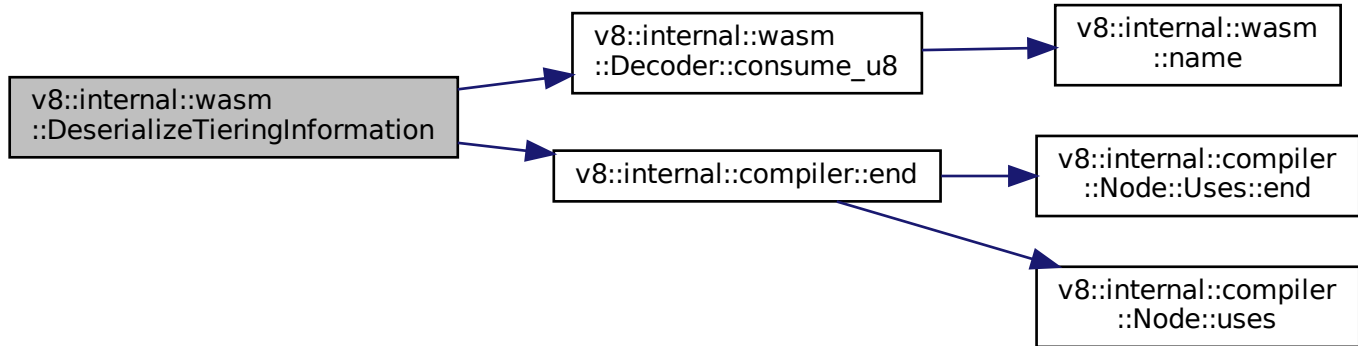 v8::internal::wasm
::DeserializeTieringInformation
v8::internal::wasm
::Decoder::consume_u8
v8::internal::wasm
::name
v8::internal::compiler::end
v8::internal::compiler
::Node::Uses::end
v8::internal::compiler
::Node::uses